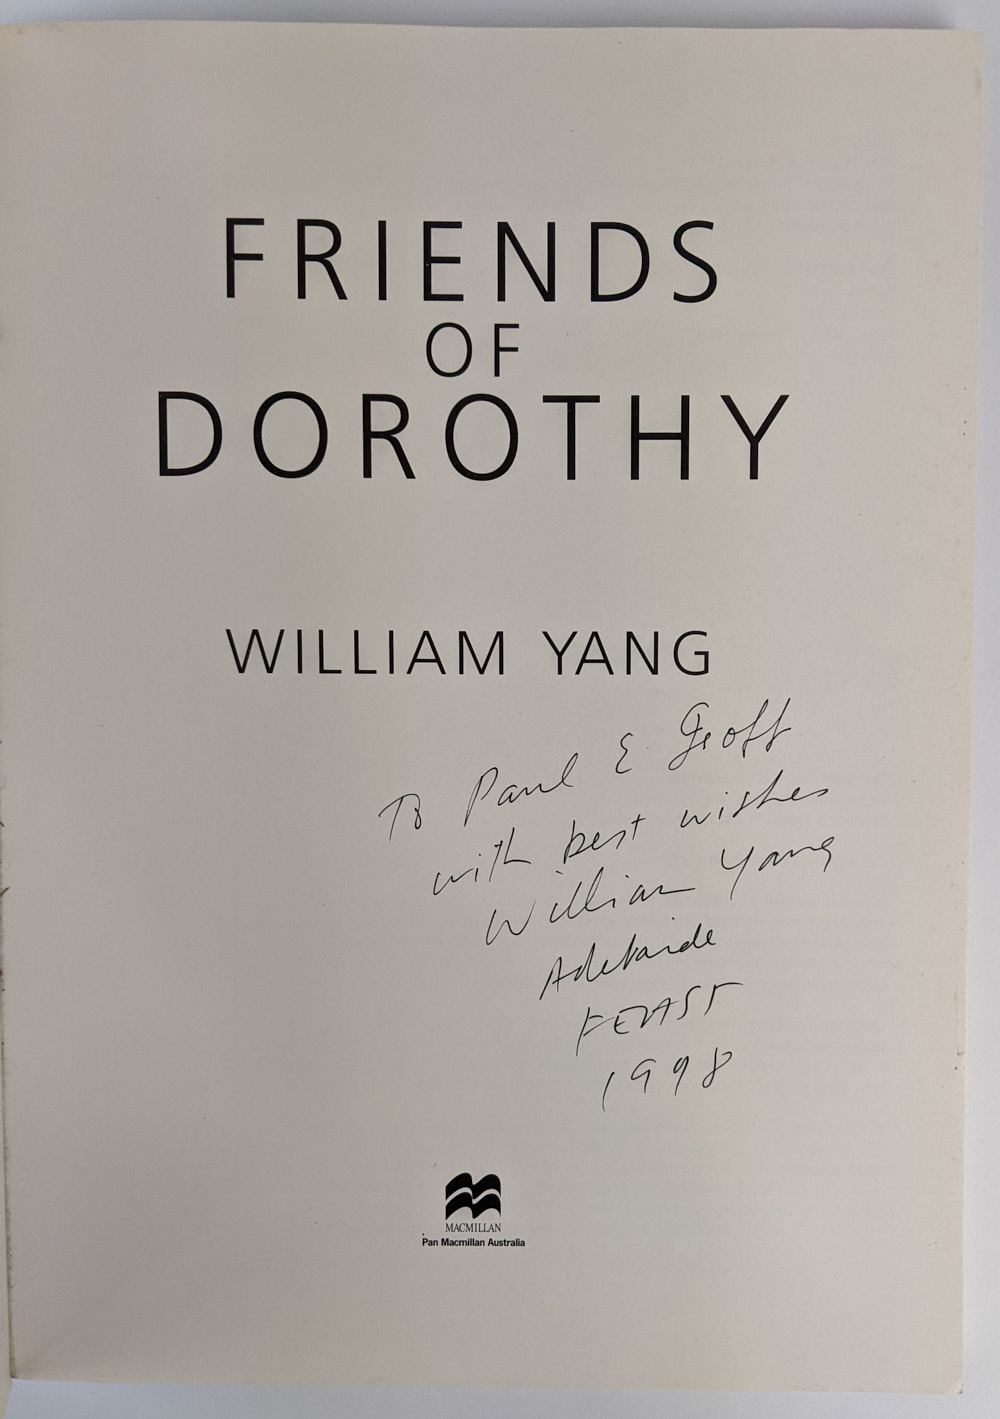 FRIENDS
OF
DOROTHY
WILLIAM YANG
To Paul & Geoff
with best wishes
William Yang
Adelaide
FEAST
1998
MACMILLAN
Pan Macmillan Australia